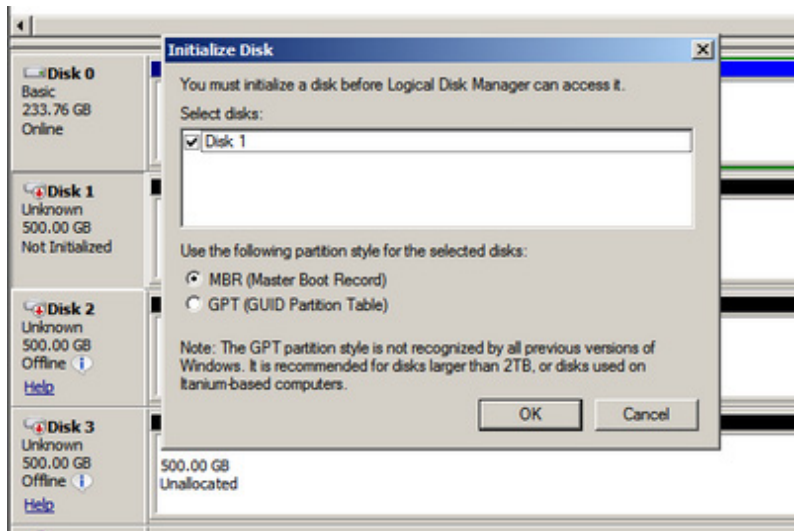 Disk 0
Basic
233.76 GB
Online
Disk 1
Unknown
500.00 GB
Not Initialized
Disk 2
Unknown
500.00 GB
Offline
Help
Disk 3
Unknown
500.00 GB
Offline
Help
Initialize Disk
You must initialize a disk before Logical Disk Manager can access it.
Select disks:
Disk 1
Use the following partition style for the selected disks:
MBR (Master Boot Record)
GPT (GUID Partition Table)
Note: The GPT partition style is not recognized by all previous versions of
Windows. It is recommended for disks larger than 2TB, or disks used on
Itanium-based computers.
OK
Cancel
500.00 GB
Unallocated